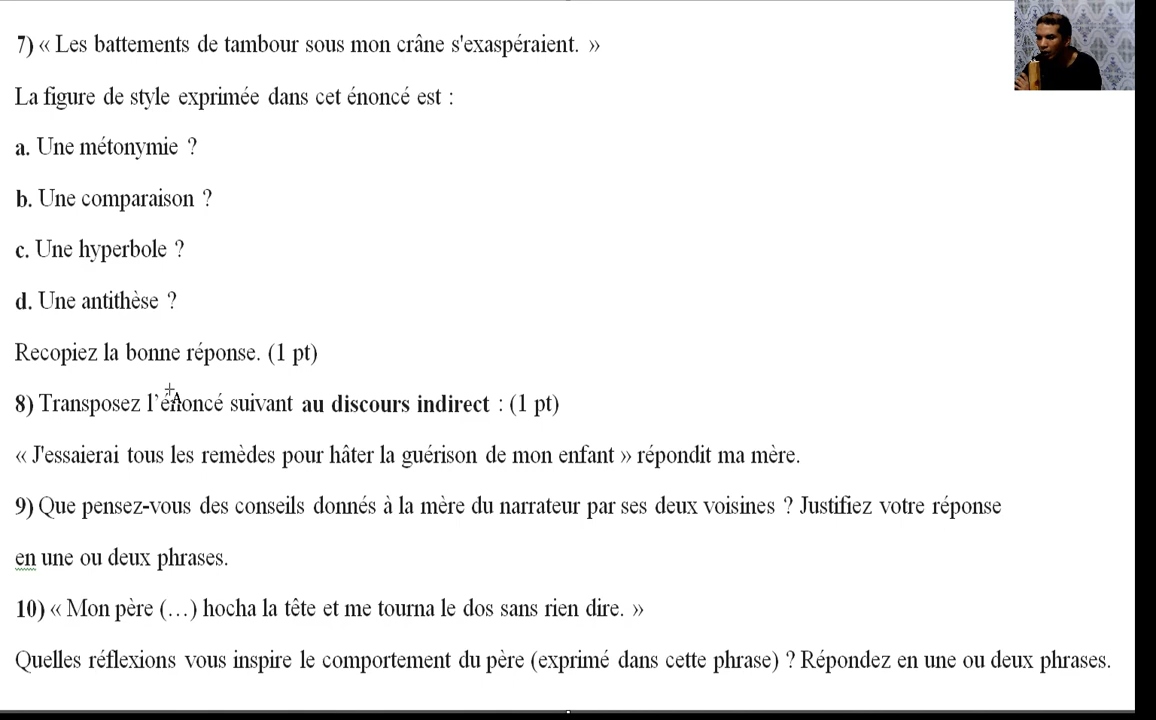 7) « Les battements de tambour sous mon crâne s'exaspéraient. »
La figure de style exprimée dans cet énoncé est :
a. Une métonymie ?
b. Une comparaison ?
c. Une hyperbole ?
d. Une antithèse ?
Recopiez la bonne réponse. (1 pt)
8) Transposez l’énoncé suivant au discours indirect : (1 pt)
« J'essaierai tous les remèdes pour hâter la guérison de mon enfant » répondit ma mère.
9) Que pensez-vous des conseils donnés à la mère du narrateur par ses deux voisines ? Justifiez votre réponse
en une ou deux phrases.
10) « Mon père (…) hocha la tête et me tourna le dos sans rien dire. »
Quelles réflexions vous inspire le comportement du père (exprimé dans cette phrase) ? Répondez en une ou deux phrases.